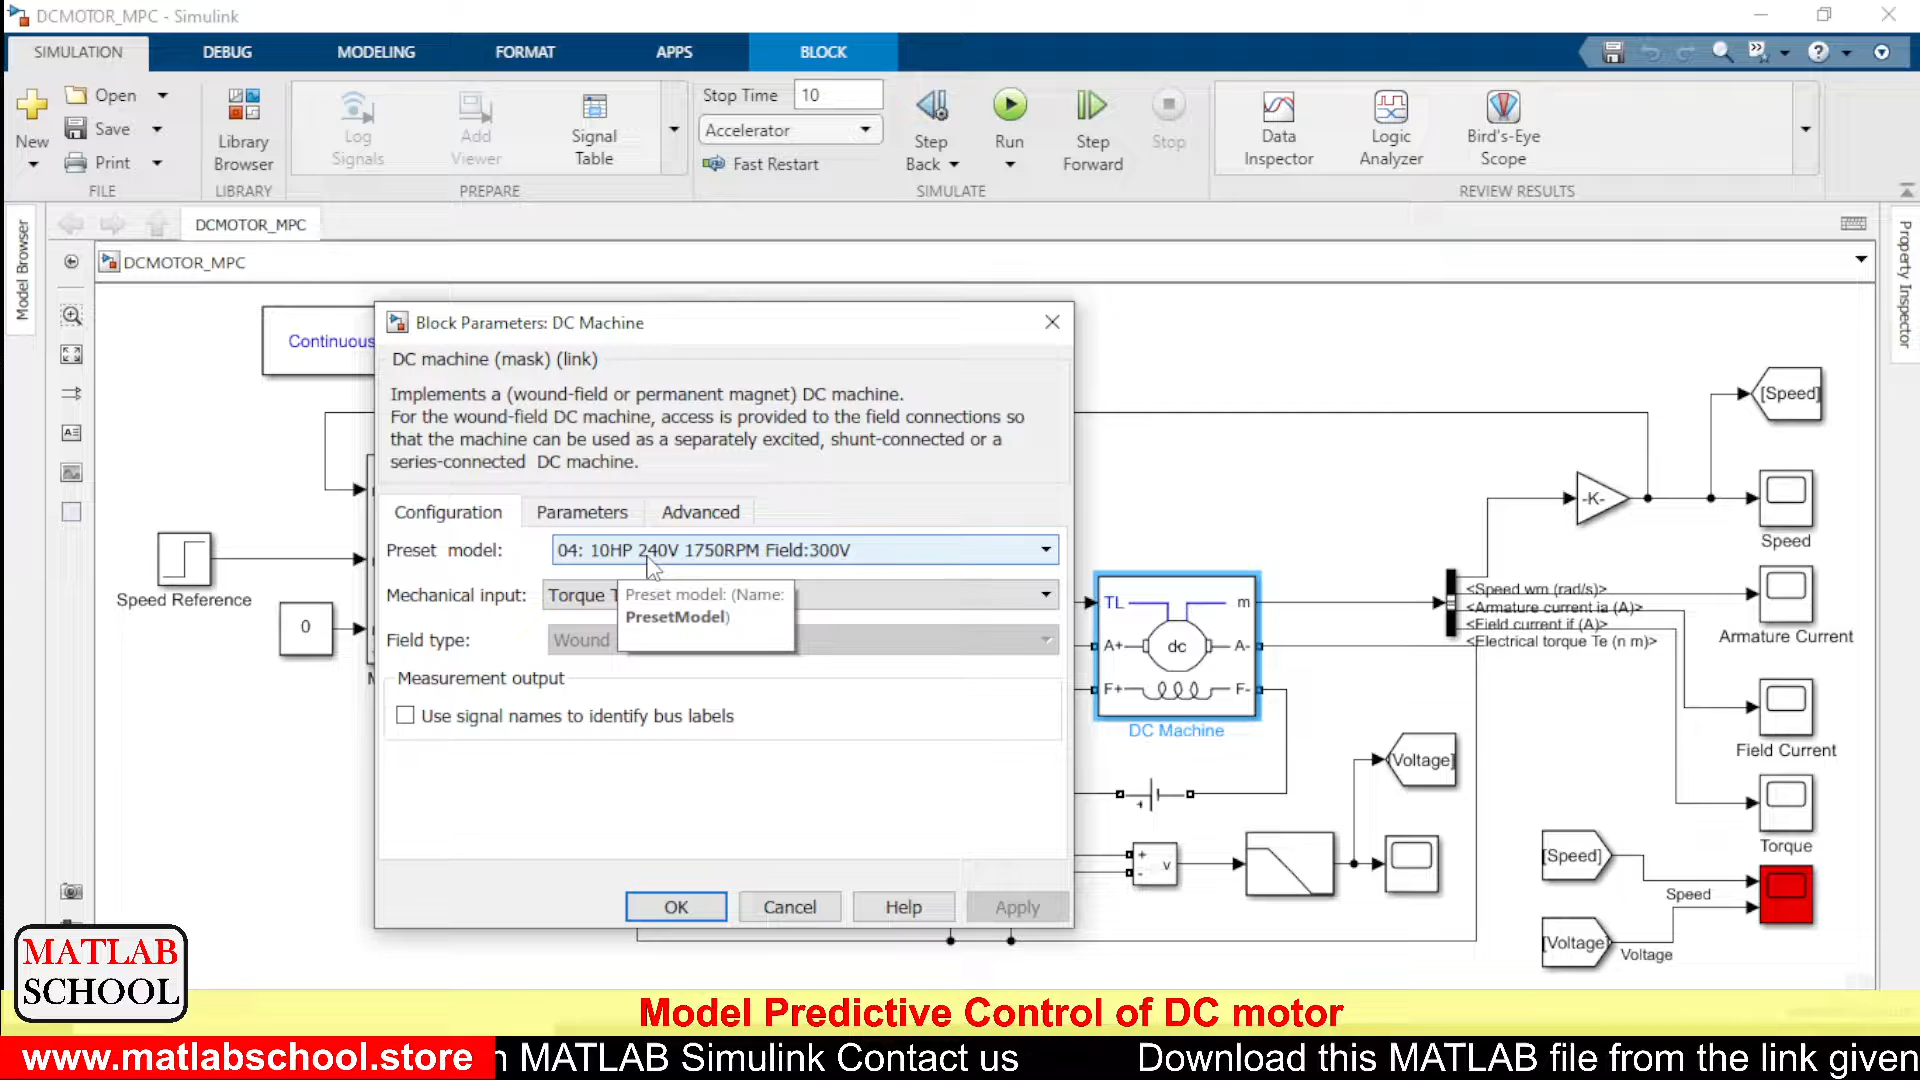 DCMOTOR_MPC - Simulink
SIMULATION
DEBUG
MODELING
FORMAT
APPS
BLOCK
New
Open
Save
Print
FILE
Library
Browser
LIBRARY
Log
Signals
Add
Viewer
Signal
Table
PREPARE
Stop Time 10
Accelerator
Fast Restart
Step
Back
Run
Step
Forward
Stop
SIMULATE
Data
Inspector
Logic
Analyzer
Bird's-Eye
Scope
REVIEW RESULTS
Model Browser
Property Inspector
DCMOTOR_MPC
DCMOTOR_MPC
Continuous
Speed Reference
0
Block Parameters: DC Machine
DC machine (mask) (link)
Implements a (wound-field or permanent magnet) DC machine.
For the wound-field DC machine, access is provided to the field connections so
that the machine can be used as a separately excited, shunt-connected or a
series-connected DC machine.
Configuration
Parameters
Advanced
Preset model: 04: 10HP 240V 1750RPM Field:300V
Mechanical input: Torque T
Preset model: (Name:
PresetModel)
Field type: Wound
Measurement output
Use signal names to identify bus labels
OK
Cancel
Help
Apply
TL
m
A+
dc
A-
F+
F-
DC Machine
+
v
+
-
[Speed]
-K-
Speed
<Speed wm (rad/s)>
<Armature current ia (A)>
<Field current if (A)>
<Electrical torque Te (n m)>
Armature Current
Field Current
Torque
[Voltage]
[Speed]
Speed
[Voltage]
Voltage
MATLAB
SCHOOL
Model Predictive Control of DC motor
www.matlabschool.store
n MATLAB Simulink Contact us
Download this MATLAB file from the link given